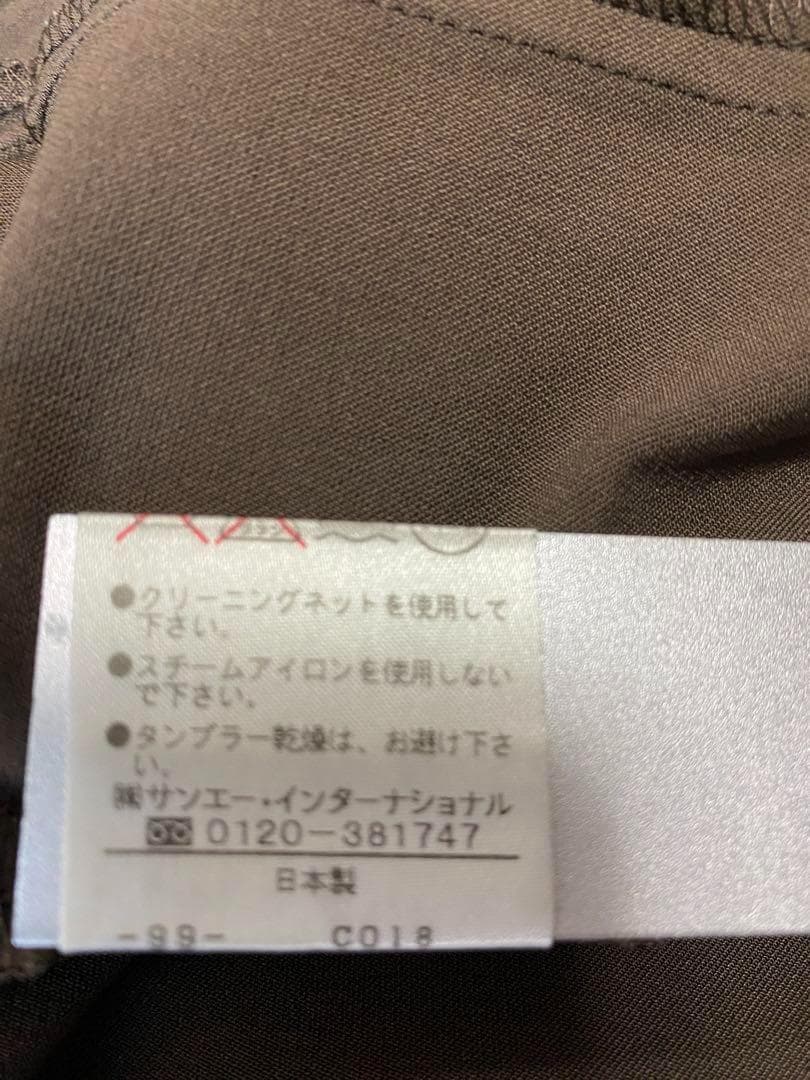 ●クリーニングネットを使用して
下さい。
●スチームアイロンを使用しない
で下さい。
●タンブラー乾燥は、お避け下さ
い。
㈱サンエー・インターナショナル
0120-381747
日本製
-99- C018